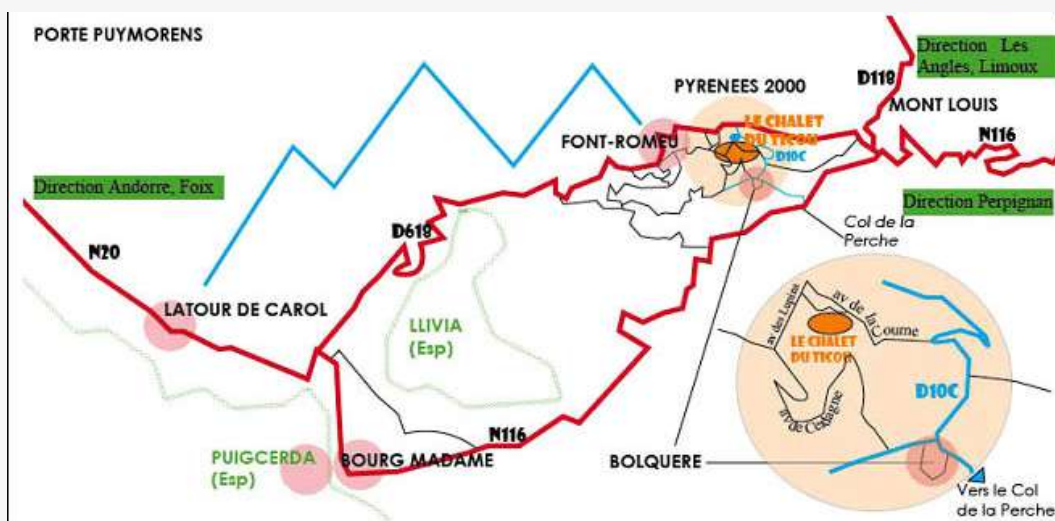 PORTE PUYMORENS
Direction Les
Angles, Limoux
D118
PYRENEES 2000
MONT LOUIS
LE CHALET
DU TICOU
FONT-ROMEU
D10C
N116
Direction Andorre, Foix
Direction Perpignan
Col de la
Perche
D618
N20
LATOUR DE CAROL
LLIVIA
(Esp)
av des Lupins
av de la Coume
LE CHALET
DU TICOU
D10C
av de Cerdagne
N116
PUIGCERDA
(Esp)
BOURG MADAME
BOLQUERE
Vers le Col
de la Perche